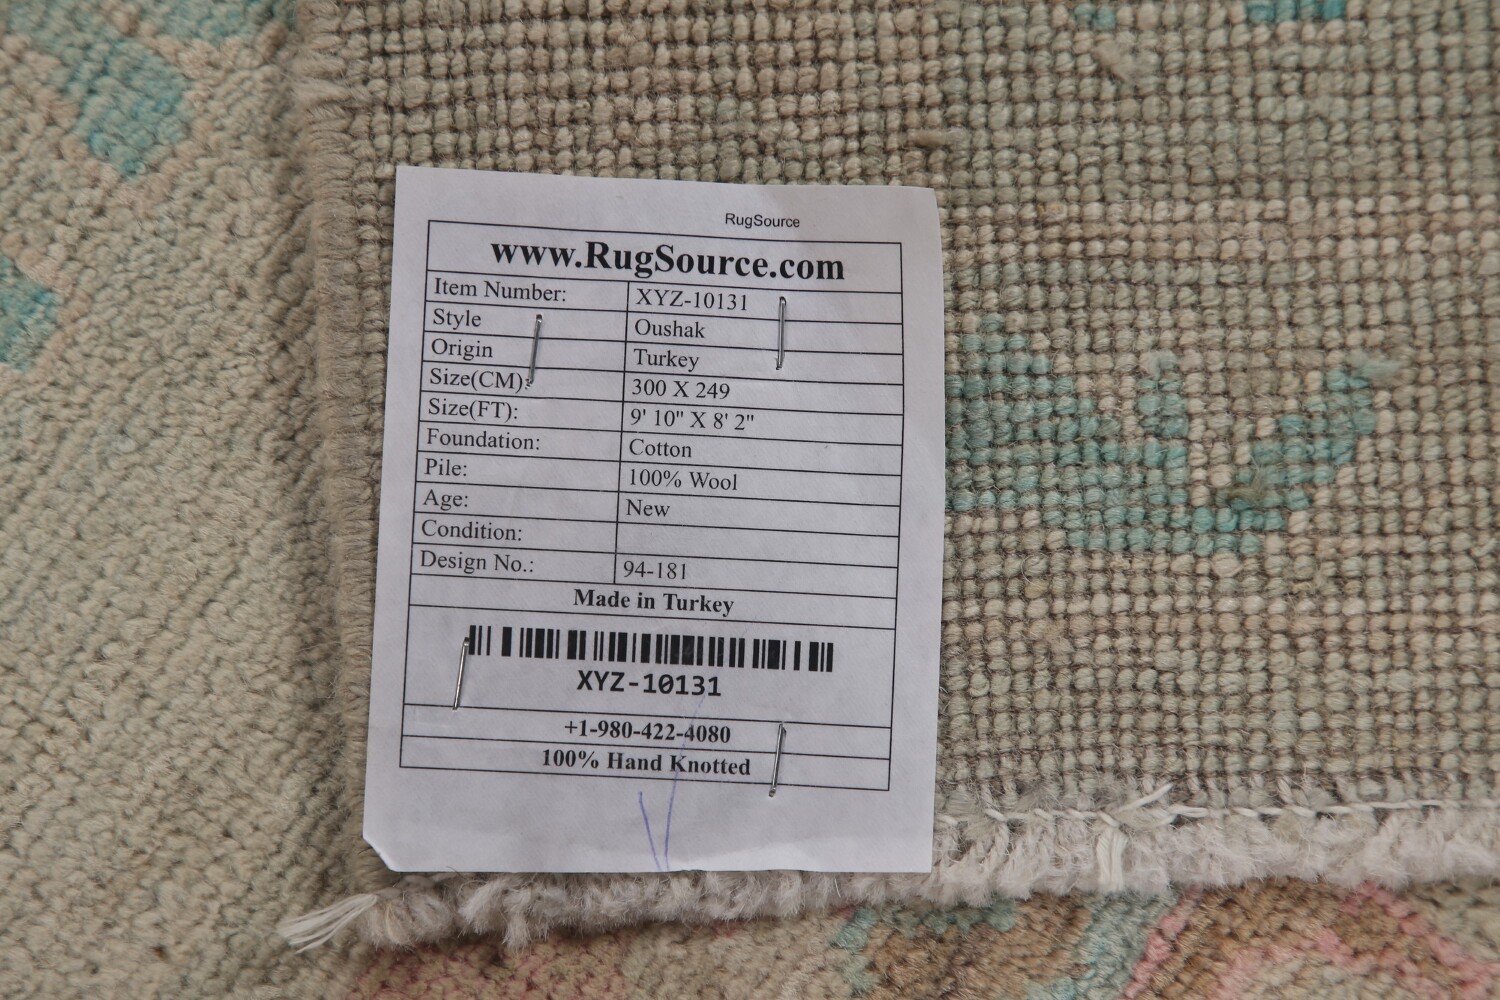 RugSource
www.RugSource.com
Item Number: XYZ-10131
Style Oushak
Origin Turkey
Size(CM): 300 X 249
Size(FT): 9' 10" X 8' 2"
Foundation: Cotton
Pile: 100% Wool
Age: New
Condition:
Design No.: 94-181
Made in Turkey
XYZ-10131
+1-980-422-4080
100% Hand Knotted